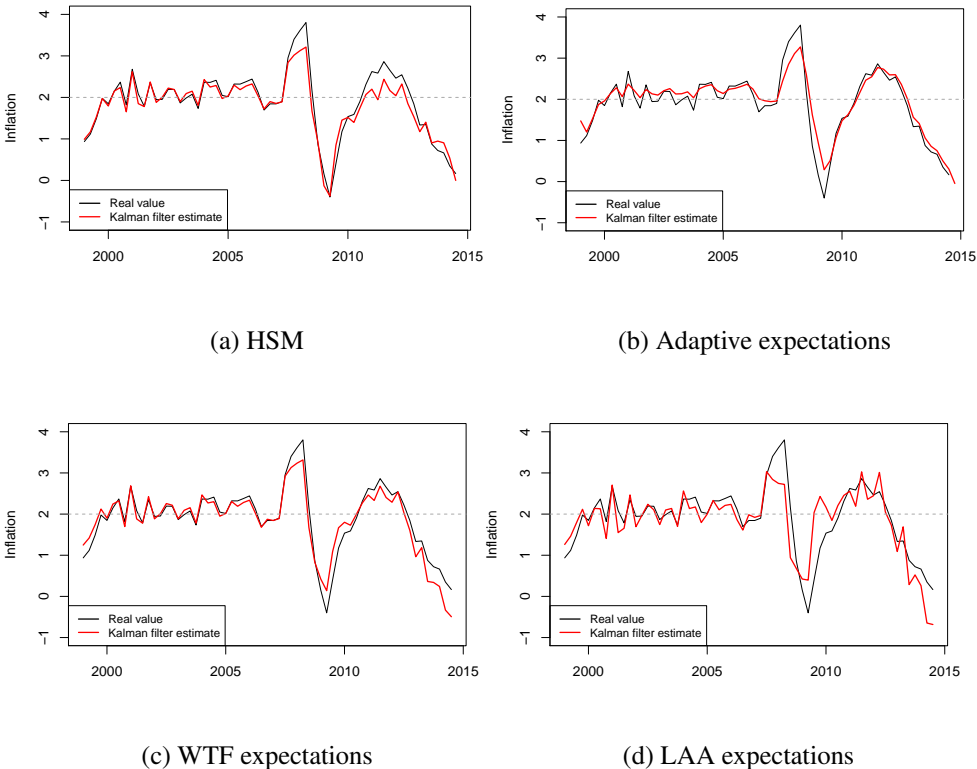 4
3
2
1
0
−1
Inflation
Real value
Kalman filter estimate
2000 2005 2010 2015
(a) HSM
4
3
2
1
0
−1
Inflation
Real value
Kalman filter estimate
2000 2005 2010 2015
(b) Adaptive expectations
4
3
2
1
0
−1
Inflation
Real value
Kalman filter estimate
2000 2005 2010 2015
(c) WTF expectations
4
3
2
1
0
−1
Inflation
Real value
Kalman filter estimate
2000 2005 2010 2015
(d) LAA expectations